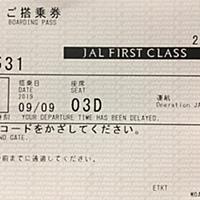 ご搭乗券
BOARDING PASS
JAL FIRST CLASS
531
搭乗日 座席
DATE SEAT
2019
09/09 03D
運航
Operation JA
YOUR DEPARTURE TIME HAS BEEN DELAYED.
コードをかざしてください。
ND GATE.
前までに通過してください。
ETKT